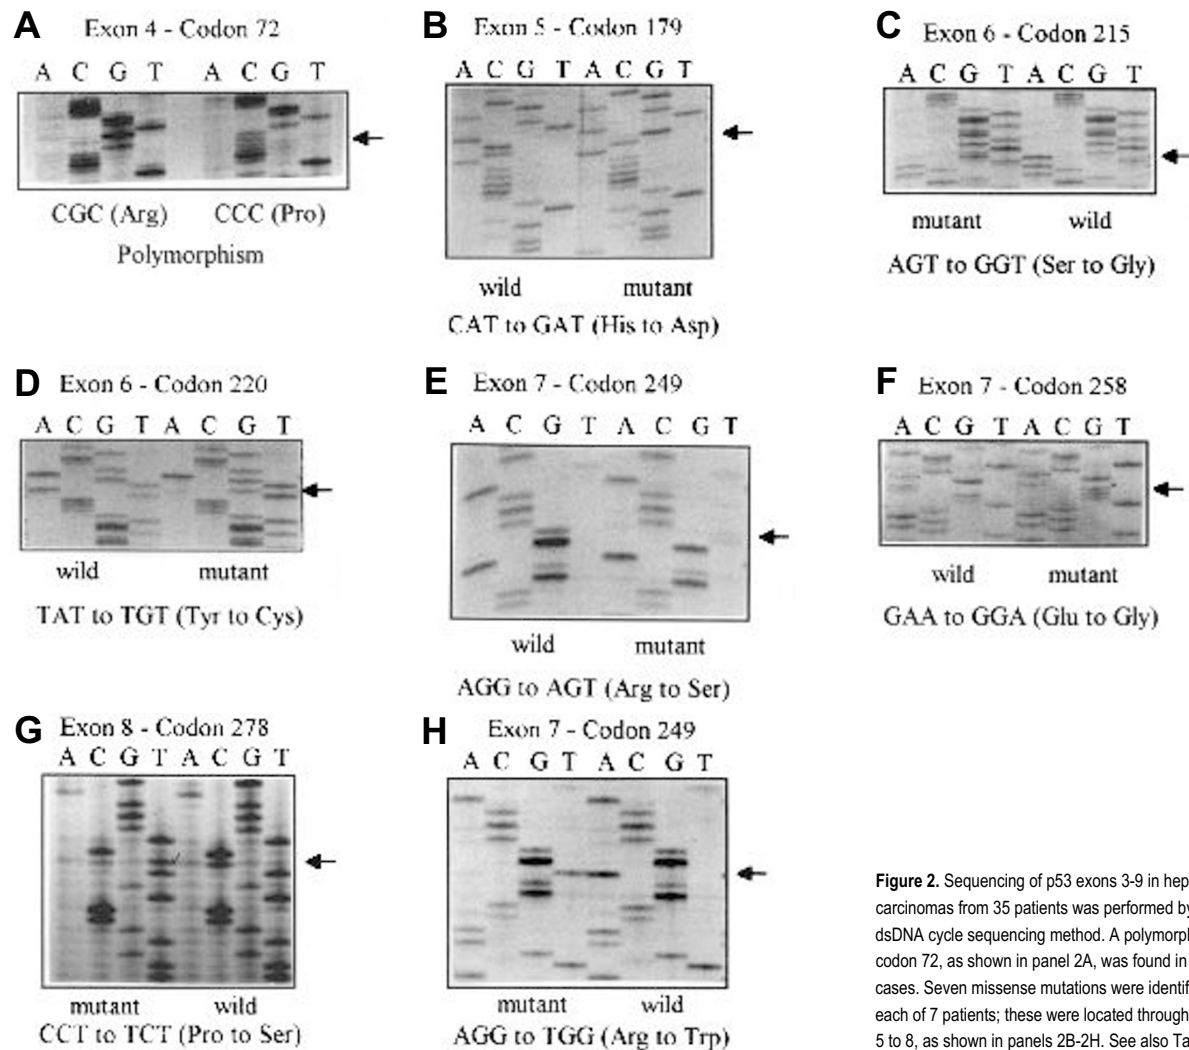 A Exon 4 - Codon 72
A C G T A C G T
CGC (Arg) CCC (Pro)
Polymorphism
B Exon 5 - Codon 179
A C G T A C G T
wild mutant
CAT to GAT (His to Asp)
C Exon 6 - Codon 215
A C G T A C G T
mutant wild
AGT to GGT (Ser to Gly)
D Exon 6 - Codon 220
A C G T A C G T
wild mutant
TAT to TGT (Tyr to Cys)
E Exon 7 - Codon 249
A C G T A C G T
wild mutant
AGG to AGT (Arg to Ser)
F Exon 7 - Codon 258
A C G T A C G T
wild mutant
GAA to GGA (Glu to Gly)
G Exon 8 - Codon 278
A C G T A C G T
mutant wild
CCT to TCT (Pro to Ser)
H Exon 7 - Codon 249
A C G T A C G T
mutant wild
AGG to TGG (Arg to Trp)
Figure 2. Sequencing of p53 exons 3-9 in hep
carcinomas from 35 patients was performed by
dsDNA cycle sequencing method. A polymorph
codon 72, as shown in panel 2A, was found in
cases. Seven missense mutations were identif
each of 7 patients; these were located through
5 to 8, as shown in panels 2B-2H. See also Ta